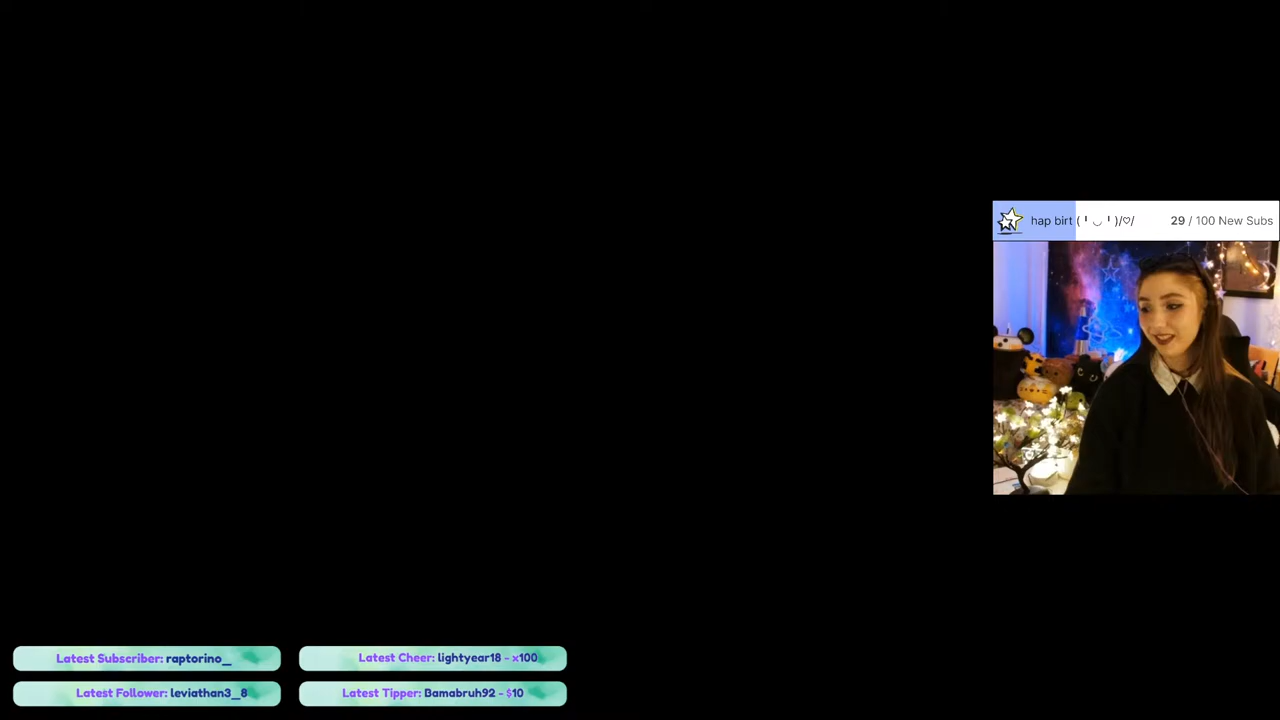 hap birt (╹◡╹)/♡/ 29 / 100 New Subs
Latest Subscriber: raptorino_
Latest Cheer: lightyear18 - x100
Latest Follower: leviathan3_8
Latest Tipper: Bamabruh92 - $10